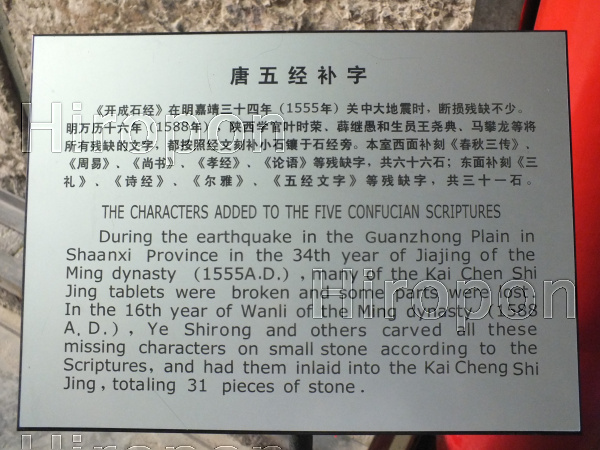 唐五经补字
《开成石经》在明嘉靖三十四年（1555年）关中大地震时，断损残缺不少。
明万历十六年（1588年）陕西学官叶时荣、薛继愚和生员王尧典、马攀龙等将
所有残缺的文字，都按照经文刻补小石镶于石经旁。本室西面补刻《春秋三传》、
《周易》、《尚书》、《孝经》、《论语》等残缺字，共六十六石；东面补刻《三
礼》、《诗经》、《尔雅》、《五经文字》等残缺字，共三十一石。
THE CHARACTERS ADDED TO THE FIVE CONFUCIAN SCRIPTURES
During the earthquake in the Guanzhong Plain in
Shaanxi Province in the 34th year of Jiajing of the
Ming dynasty (1555A.D.), many of the Kai Chen Shi
Jing tablets were broken and some parts were lost.
In the 16th year of Wanli of the Ming dynasty (1588
A.D.), Ye Shirong and others carved all these
missing characters on small stone according to the
Scriptures, and had them inlaid into the Kai Cheng Shi
Jing, totaling 31 pieces of stone.
Hiropon
Hiropon
Hiropon